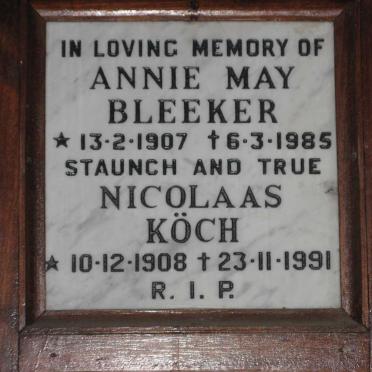 IN LOVING MEMORY OF
ANNIE MAY
BLEEKER
★ 13·2·1907 † 6·3·1985
STAUNCH AND TRUE
NICOLAAS
KÖCH
★ 10·12·1908 † 23·11·1991
R. I. P.